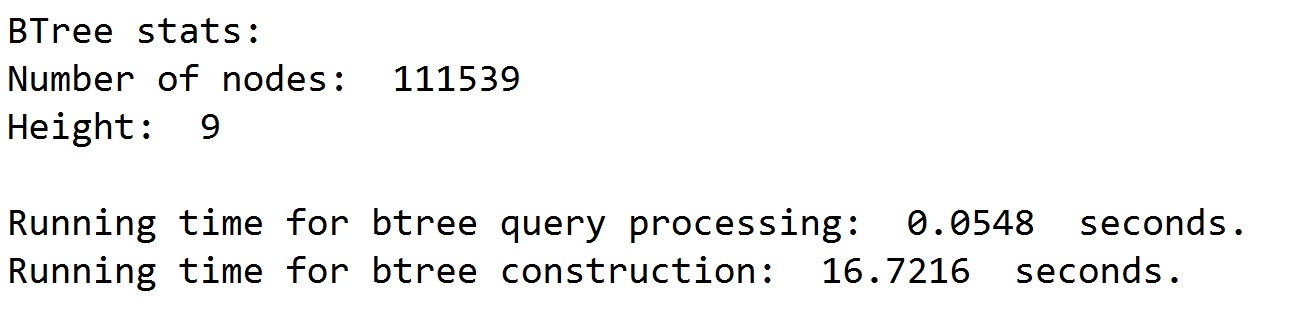 BTree stats:
Number of nodes:  111539
Height:  9
Running time for btree query processing:  0.0548  seconds.
Running time for btree construction:  16.7216  seconds.